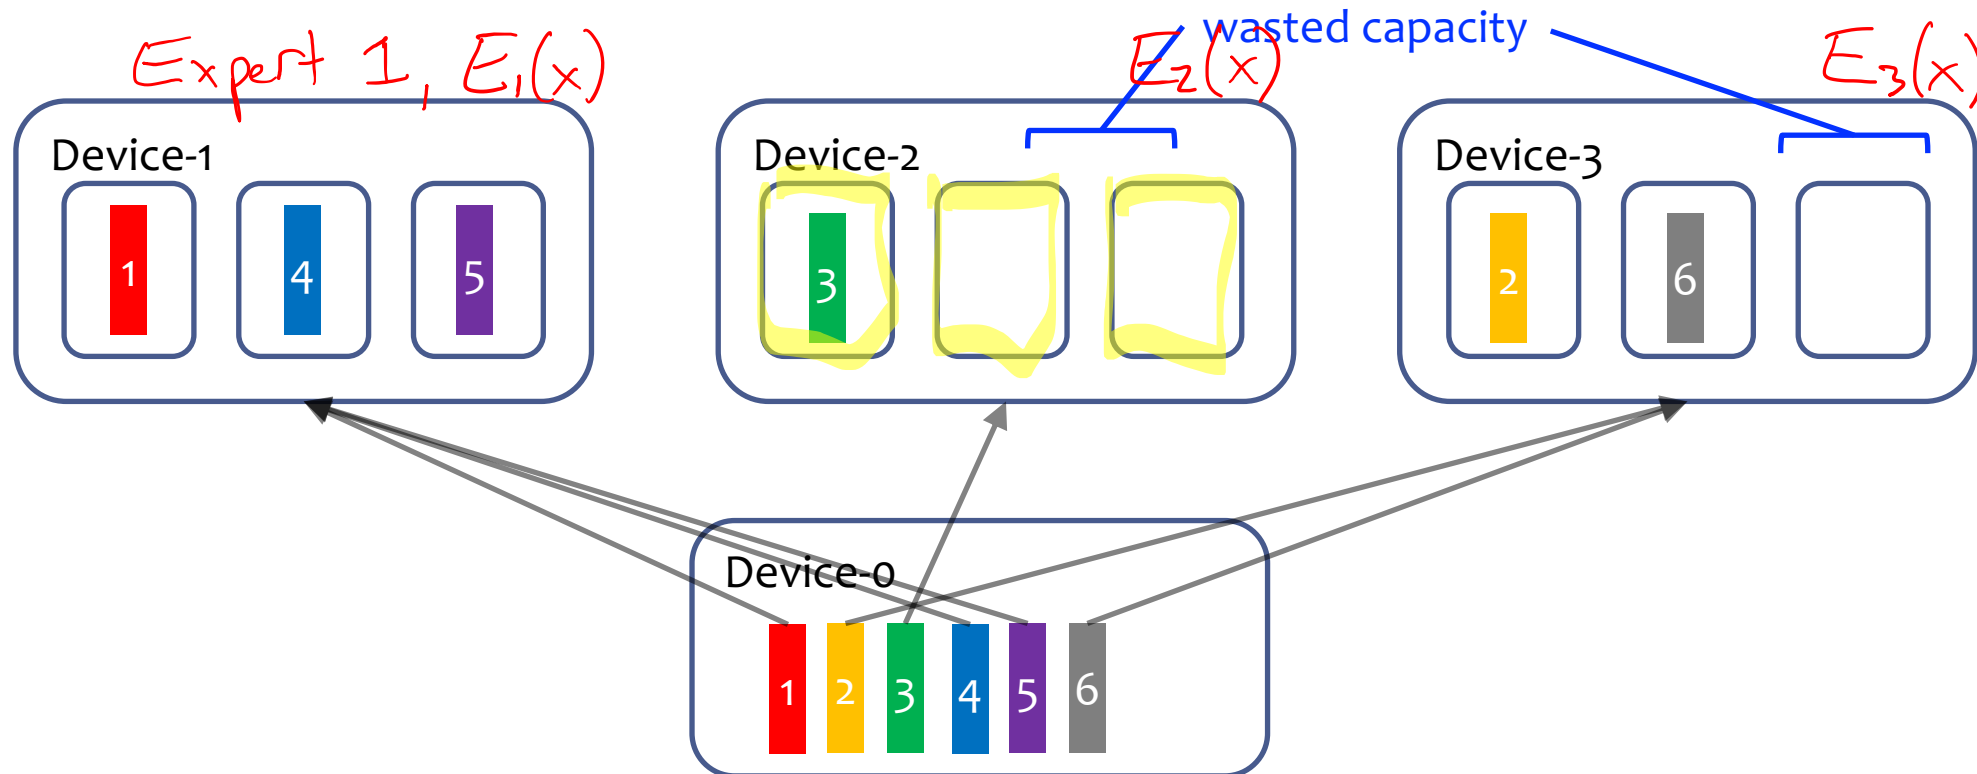 wasted capacity
Expert 1, E₁(x)
E₂(x)
E₃(x)
Device-1
Device-2
Device-3
1
4
5
3
2
6
Device-0
1
2
3
4
5
6